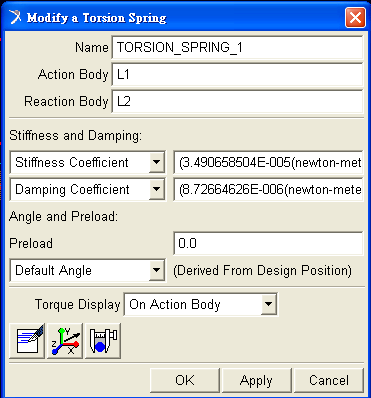 Modify a Torsion Spring
Name TORSION_SPRING_1
Action Body L1
Reaction Body L2
Stiffness and Damping:
Stiffness Coefficient (3.490658504E-005(newton-met
Damping Coefficient (8.72664626E-006(newton-mete
Angle and Preload:
Preload 0.0
Default Angle (Derived From Design Position)
Torque Display On Action Body
OK Apply Cancel